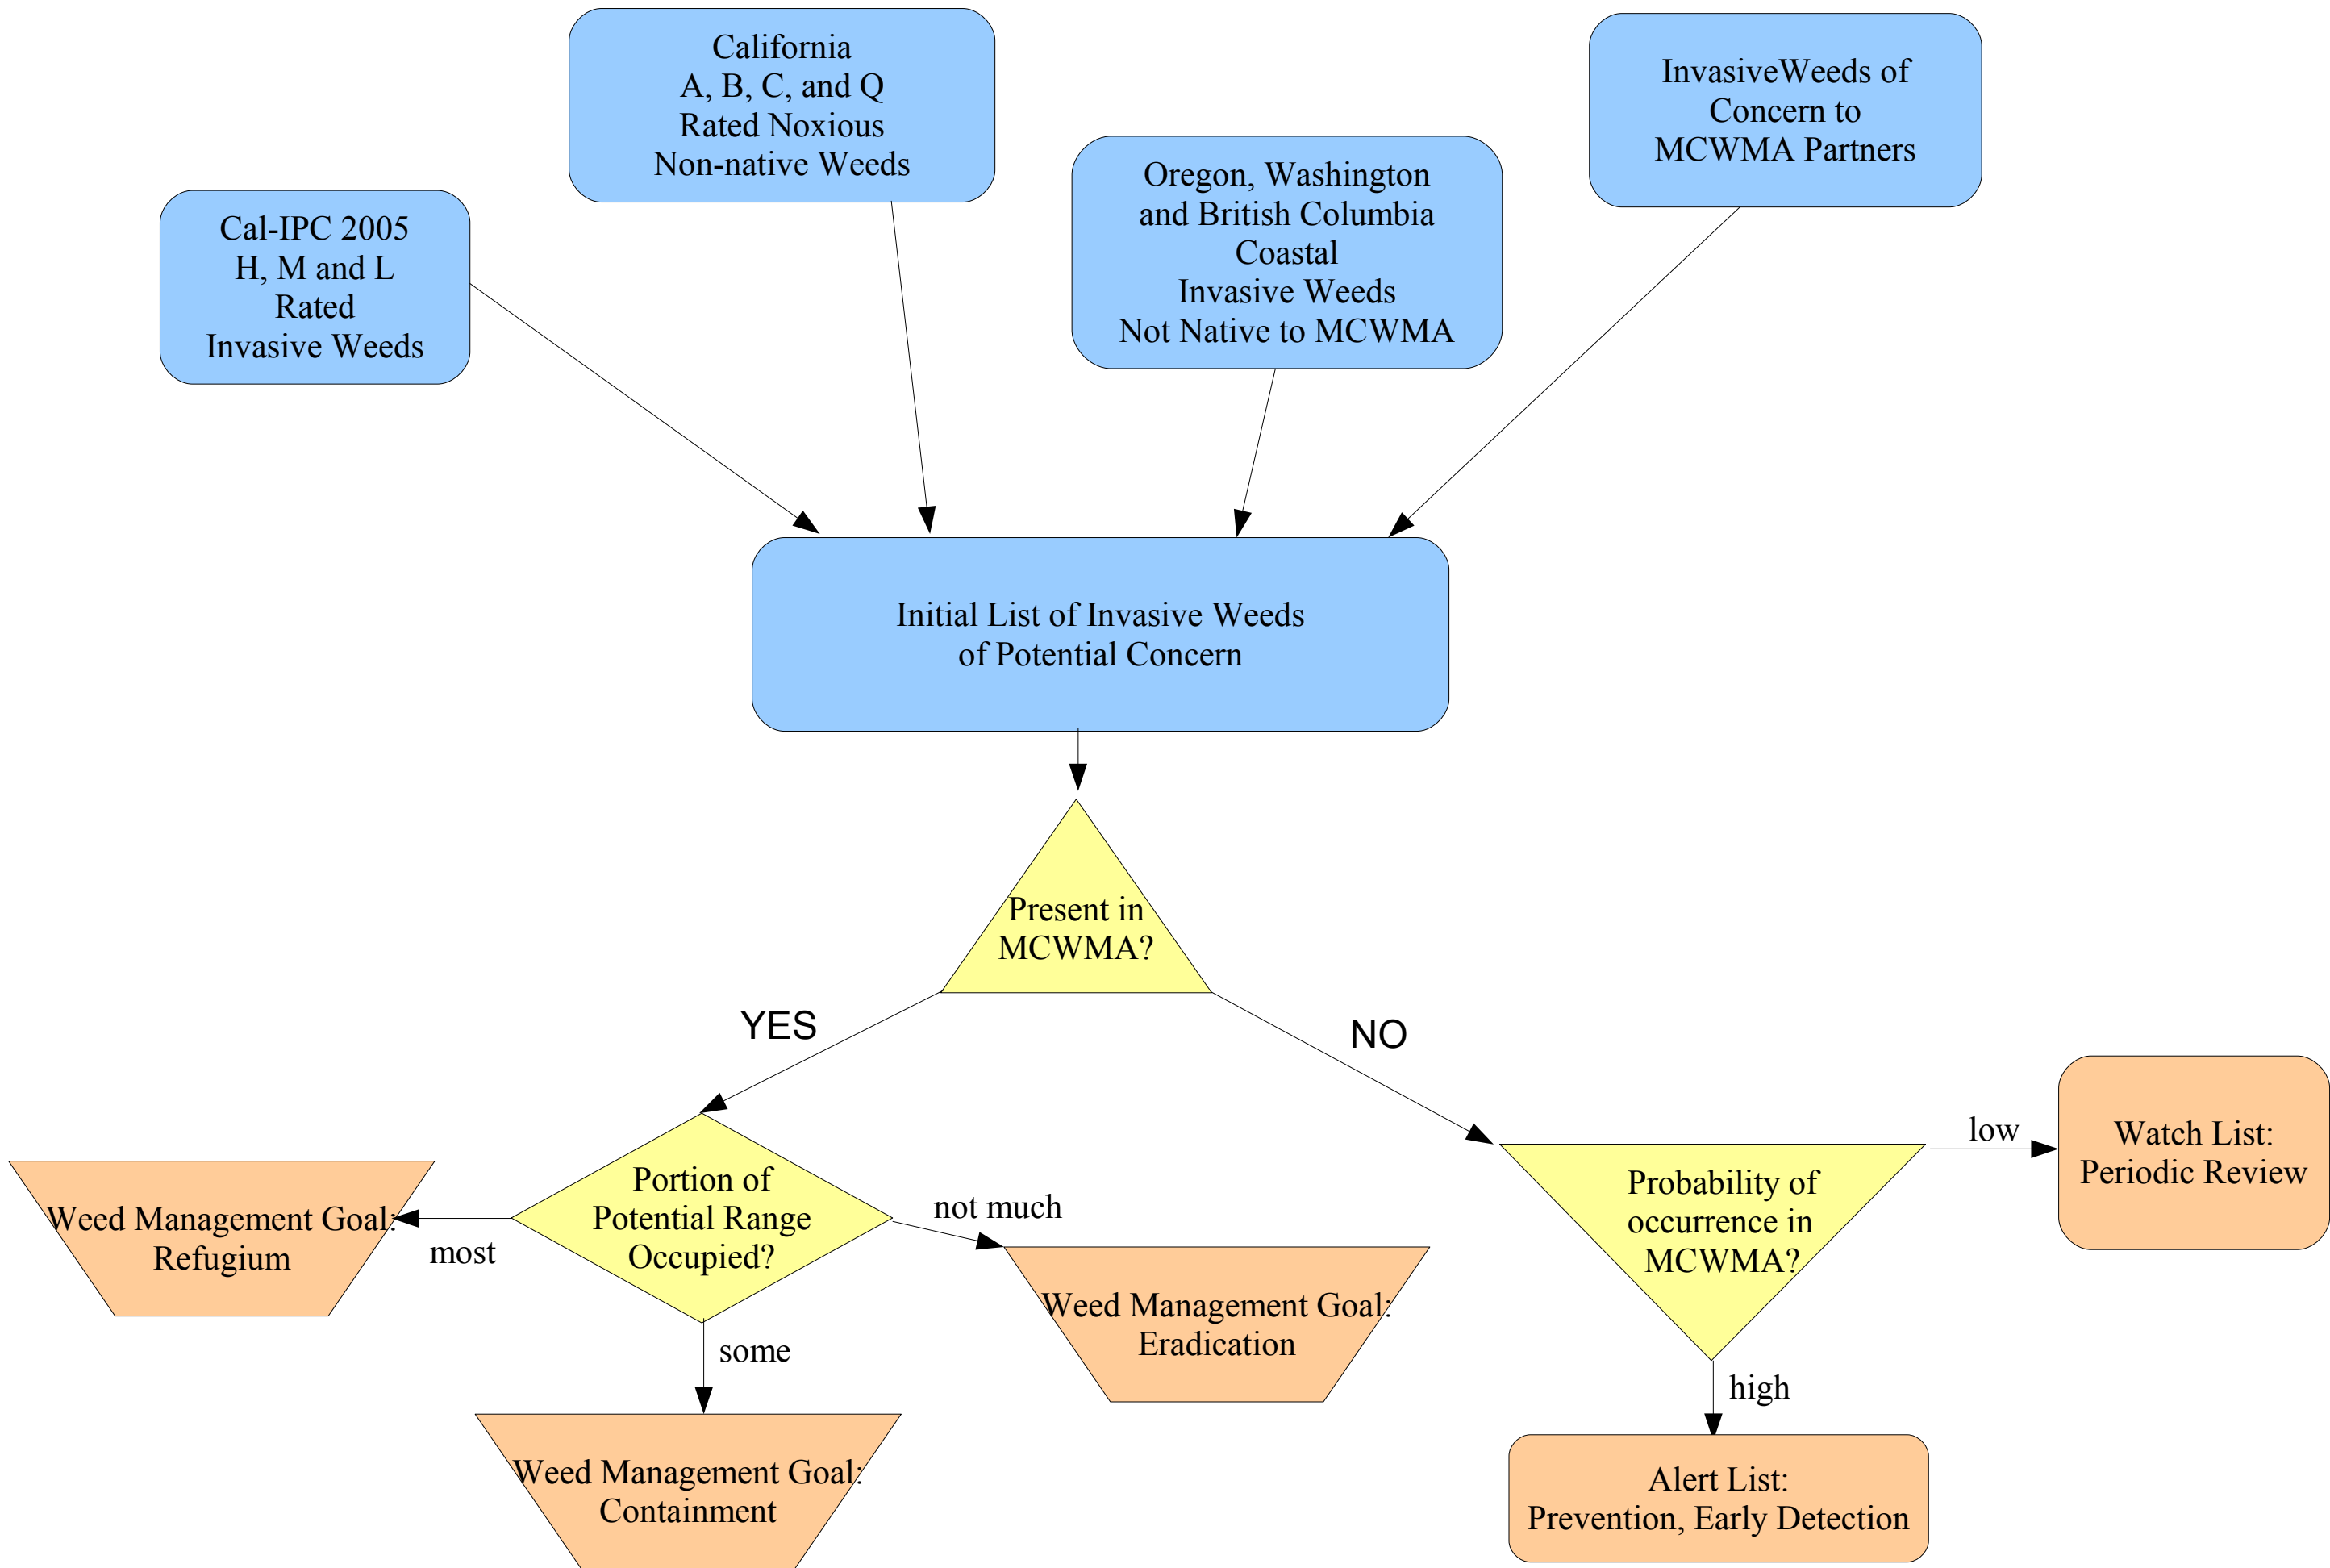 California
A, B, C, and Q
Rated Noxious
Non-native Weeds
InvasiveWeeds of
Concern to
MCWMA Partners
Oregon, Washington
and British Columbia
Coastal
Invasive Weeds
Not Native to MCWMA
Cal-IPC 2005
H, M and L
Rated
Invasive Weeds
Initial List of Invasive Weeds
of Potential Concern
Present in
MCWMA?
YES
NO
Portion of
Potential Range
Occupied?
most
Weed Management Goal:
Refugium
some
Weed Management Goal:
Containment
not much
Weed Management Goal:
Eradication
Probability of
occurrence in
MCWMA?
low
Watch List:
Periodic Review
high
Alert List:
Prevention, Early Detection